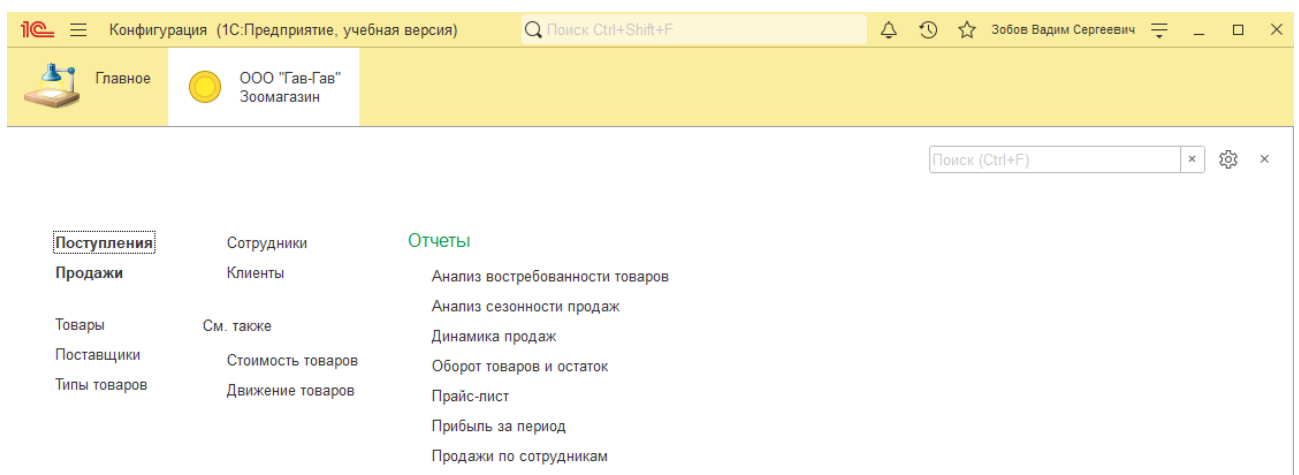 1С Конфигурация (1С:Предприятие, учебная версия) Поиск Ctrl+Shift+F Зобов Вадим Сергеевич
Главное
ООО "Гав-Гав"
Зоомагазин
Поиск (Ctrl+F)
Поступления
Продажи
Товары
Поставщики
Типы товаров
Сотрудники
Клиенты
См. также
Стоимость товаров
Движение товаров
Отчеты
Анализ востребованности товаров
Анализ сезонности продаж
Динамика продаж
Оборот товаров и остаток
Прайс-лист
Прибыль за период
Продажи по сотрудникам